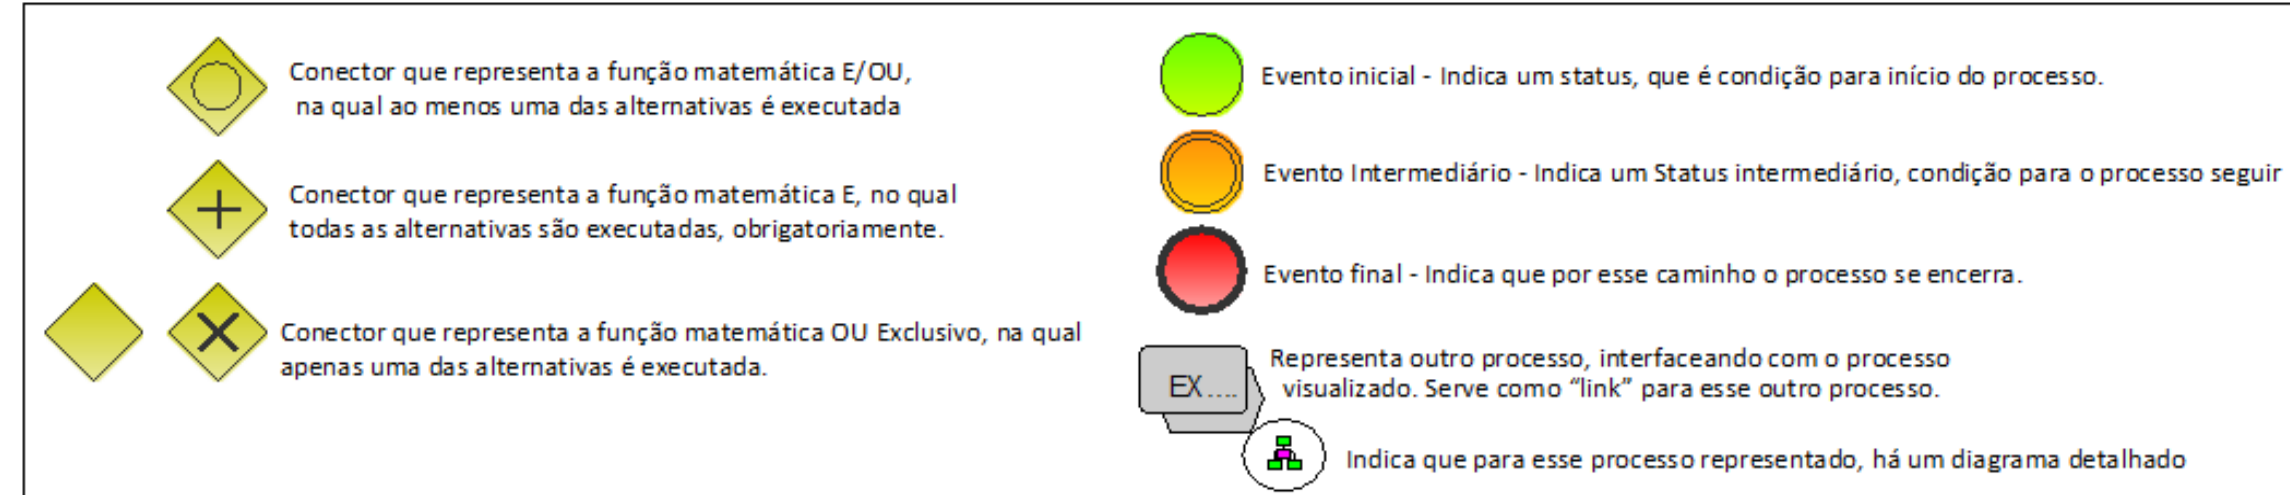 Conector que representa a função matemática E/OU,
na qual ao menos uma das alternativas é executada
Conector que representa a função matemática E, no qual
todas as alternativas são executadas, obrigatoriamente.
Conector que representa a função matemática OU Exclusivo, na qual
apenas uma das alternativas é executada.
Evento inicial - Indica um status, que é condição para início do processo.
Evento Intermediário - Indica um Status intermediário, condição para o processo seguir
Evento final - Indica que por esse caminho o processo se encerra.
EX....
Representa outro processo, interfaceando com o processo
visualizado. Serve como “link” para esse outro processo.
Indica que para esse processo representado, há um diagrama detalhado